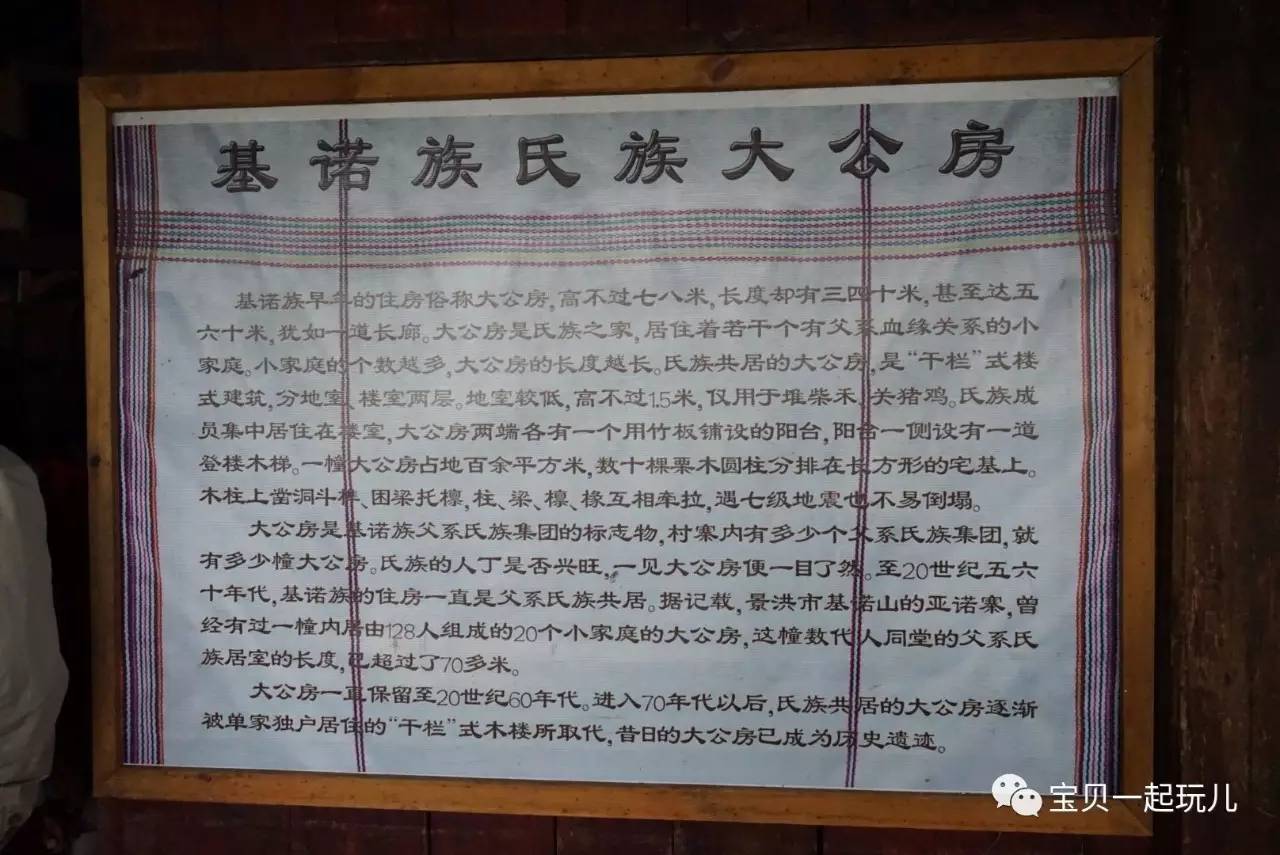 基诺族氏族大公房
基诺族早年的住房俗称大公房,高不过七八米,长度却有三四十米,甚至达五
六十米,犹如一道长廊。大公房是氏族之家,居住着若干个有父系血缘关系的小
家庭。小家庭的个数越多,大公房的长度越长。氏族共居的大公房,是“干栏”式楼
式建筑,分地室、楼室两层。地室较低,高不过1.5米,仅用于堆柴禾、关猪鸡。氏族成
员集中居住在楼室,大公房两端各有一个用竹板铺设的阳台,阳台一侧设有一道
登楼木梯。一幢大公房占地百余平方米,数十棵栗木圆柱分排在长方形的宅基上。
木柱上凿洞斗榫、困梁托檩,柱、梁、檩、椽互相牵拉,遇七级地震也不易倒塌。
大公房是基诺族父系氏族集团的标志物,村寨内有多少个父系氏族集团,就
有多少幢大公房。氏族的人丁是否兴旺,一见大公房便一目了然。至20世纪五六
十年代,基诺族的住房一直是父系氏族共居。据记载,景洪市基诺山的亚诺寨,曾
经有过一幢内居由128人组成的20个小家庭的大公房,这幢数代人同堂的父系氏
族居室的长度,已超过了70多米。
大公房一直保留至20世纪60年代。进入70年代以后,氏族共居的大公房逐渐
被单家独户居住的“干栏”式木楼所取代,昔日的大公房已成为历史遗迹。
宝贝一起玩儿